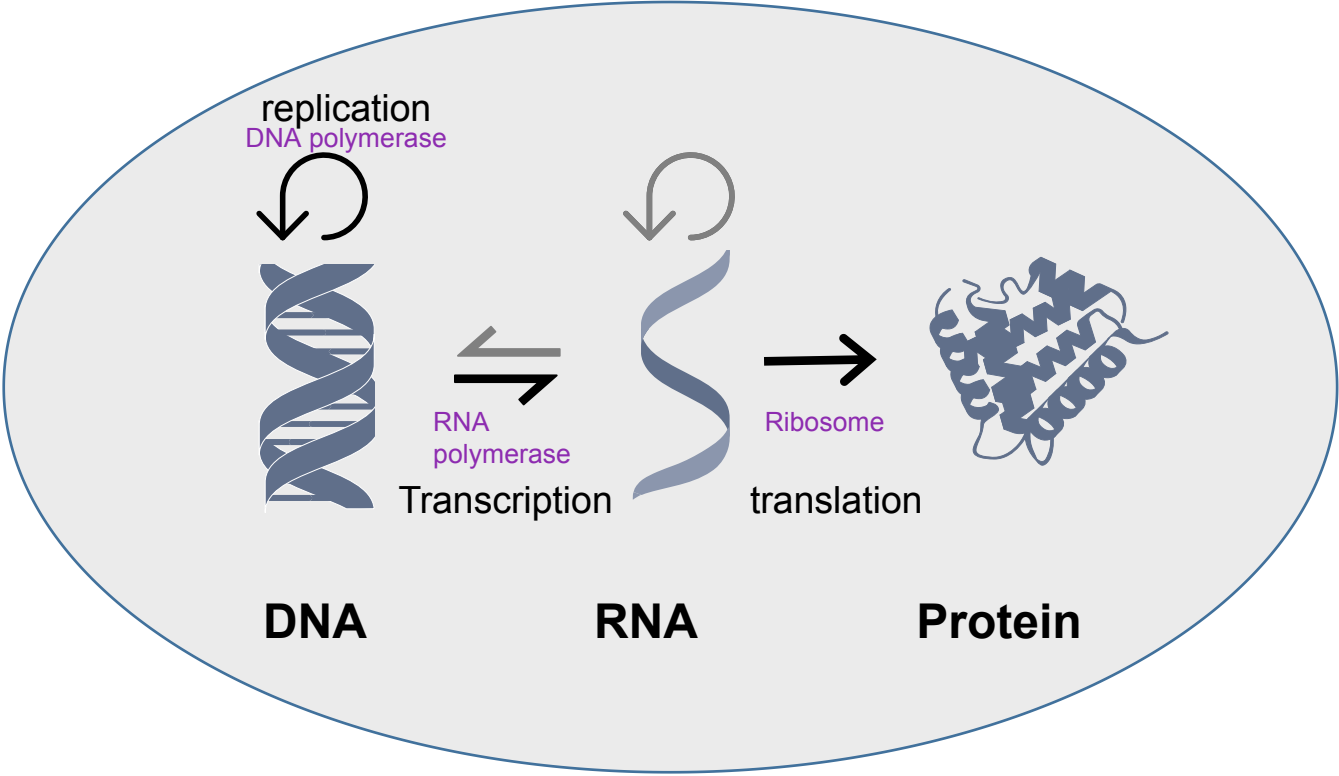 replication
DNA polymerase
RNA
polymerase
Transcription
Ribosome
translation
DNA
RNA
Protein